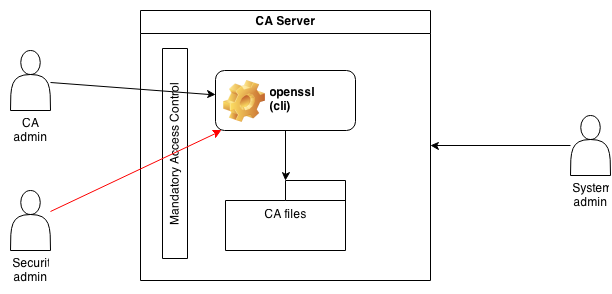 CA Server
Mandatory Access Control
openssl
(cli)
CA
admin
CA files
System
admin
Securit
admin